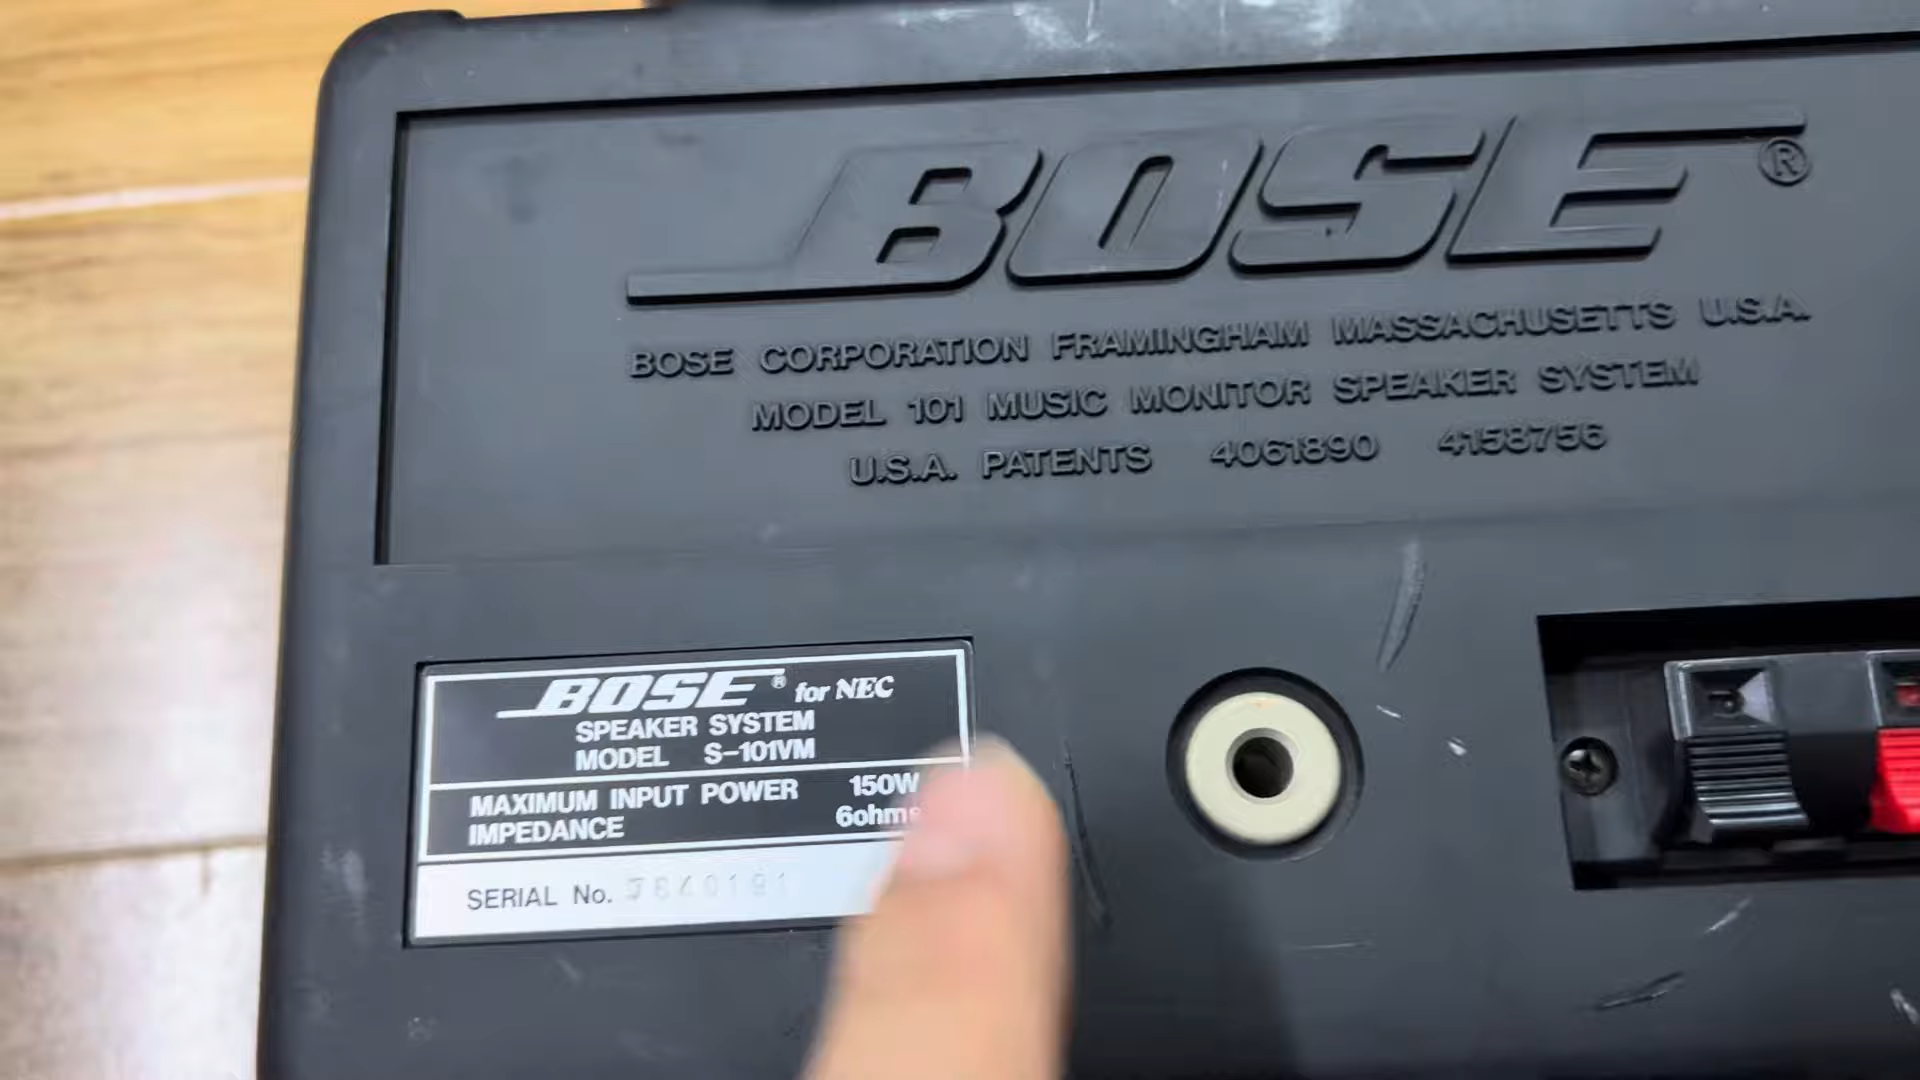 BOSE®
BOSE CORPORATION FRAMINGHAM MASSACHUSETTS U.S.A.
MODEL 101 MUSIC MONITOR SPEAKER SYSTEM
U.S.A. PATENTS 4061890 4158756
BOSE® for NEC
SPEAKER SYSTEM
MODEL S-101VM
MAXIMUM INPUT POWER 150W
IMPEDANCE 6ohms
SERIAL No.